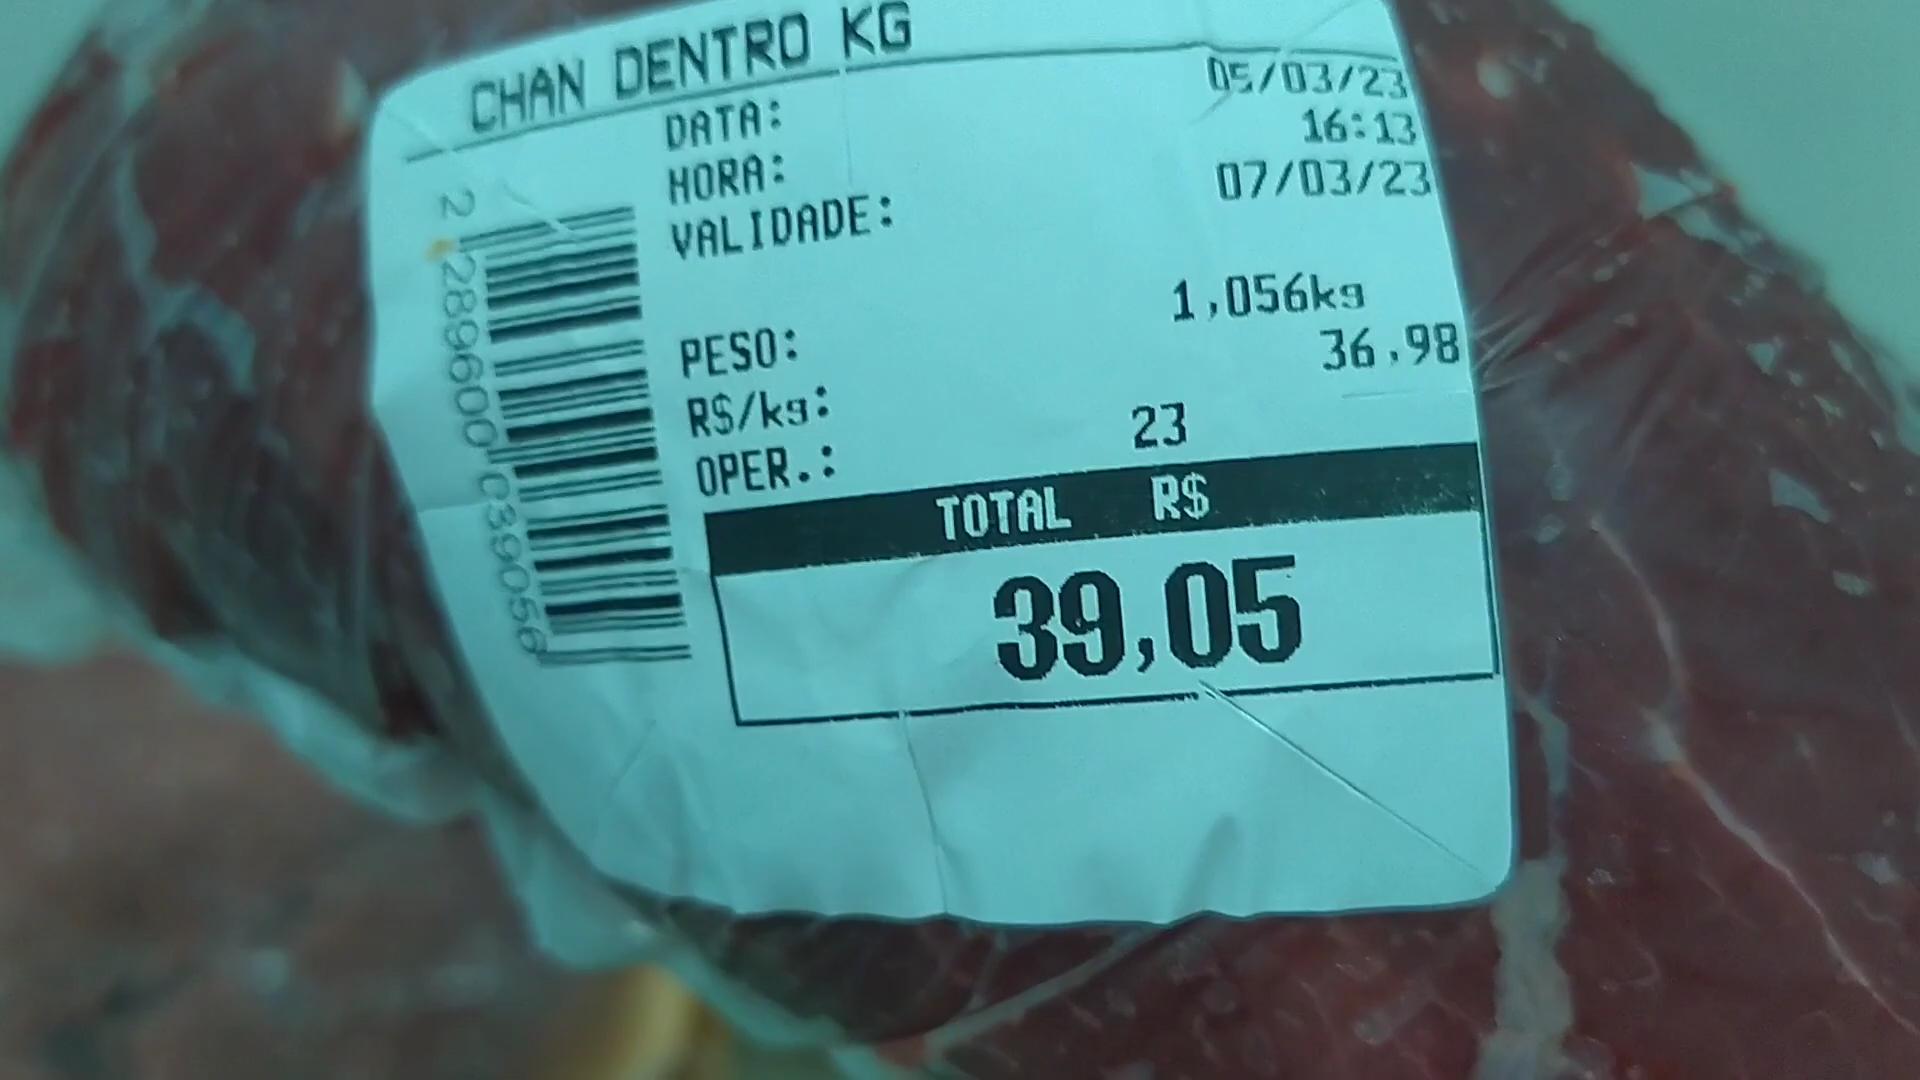 CHAN DENTRO KG
DATA: 05/03/23
HORA: 16:13
VALIDADE: 07/03/23
PESO: 1,056kg
R$/kg: 36,98
OPER.: 23
TOTAL R$
39,05
2 289600 039056